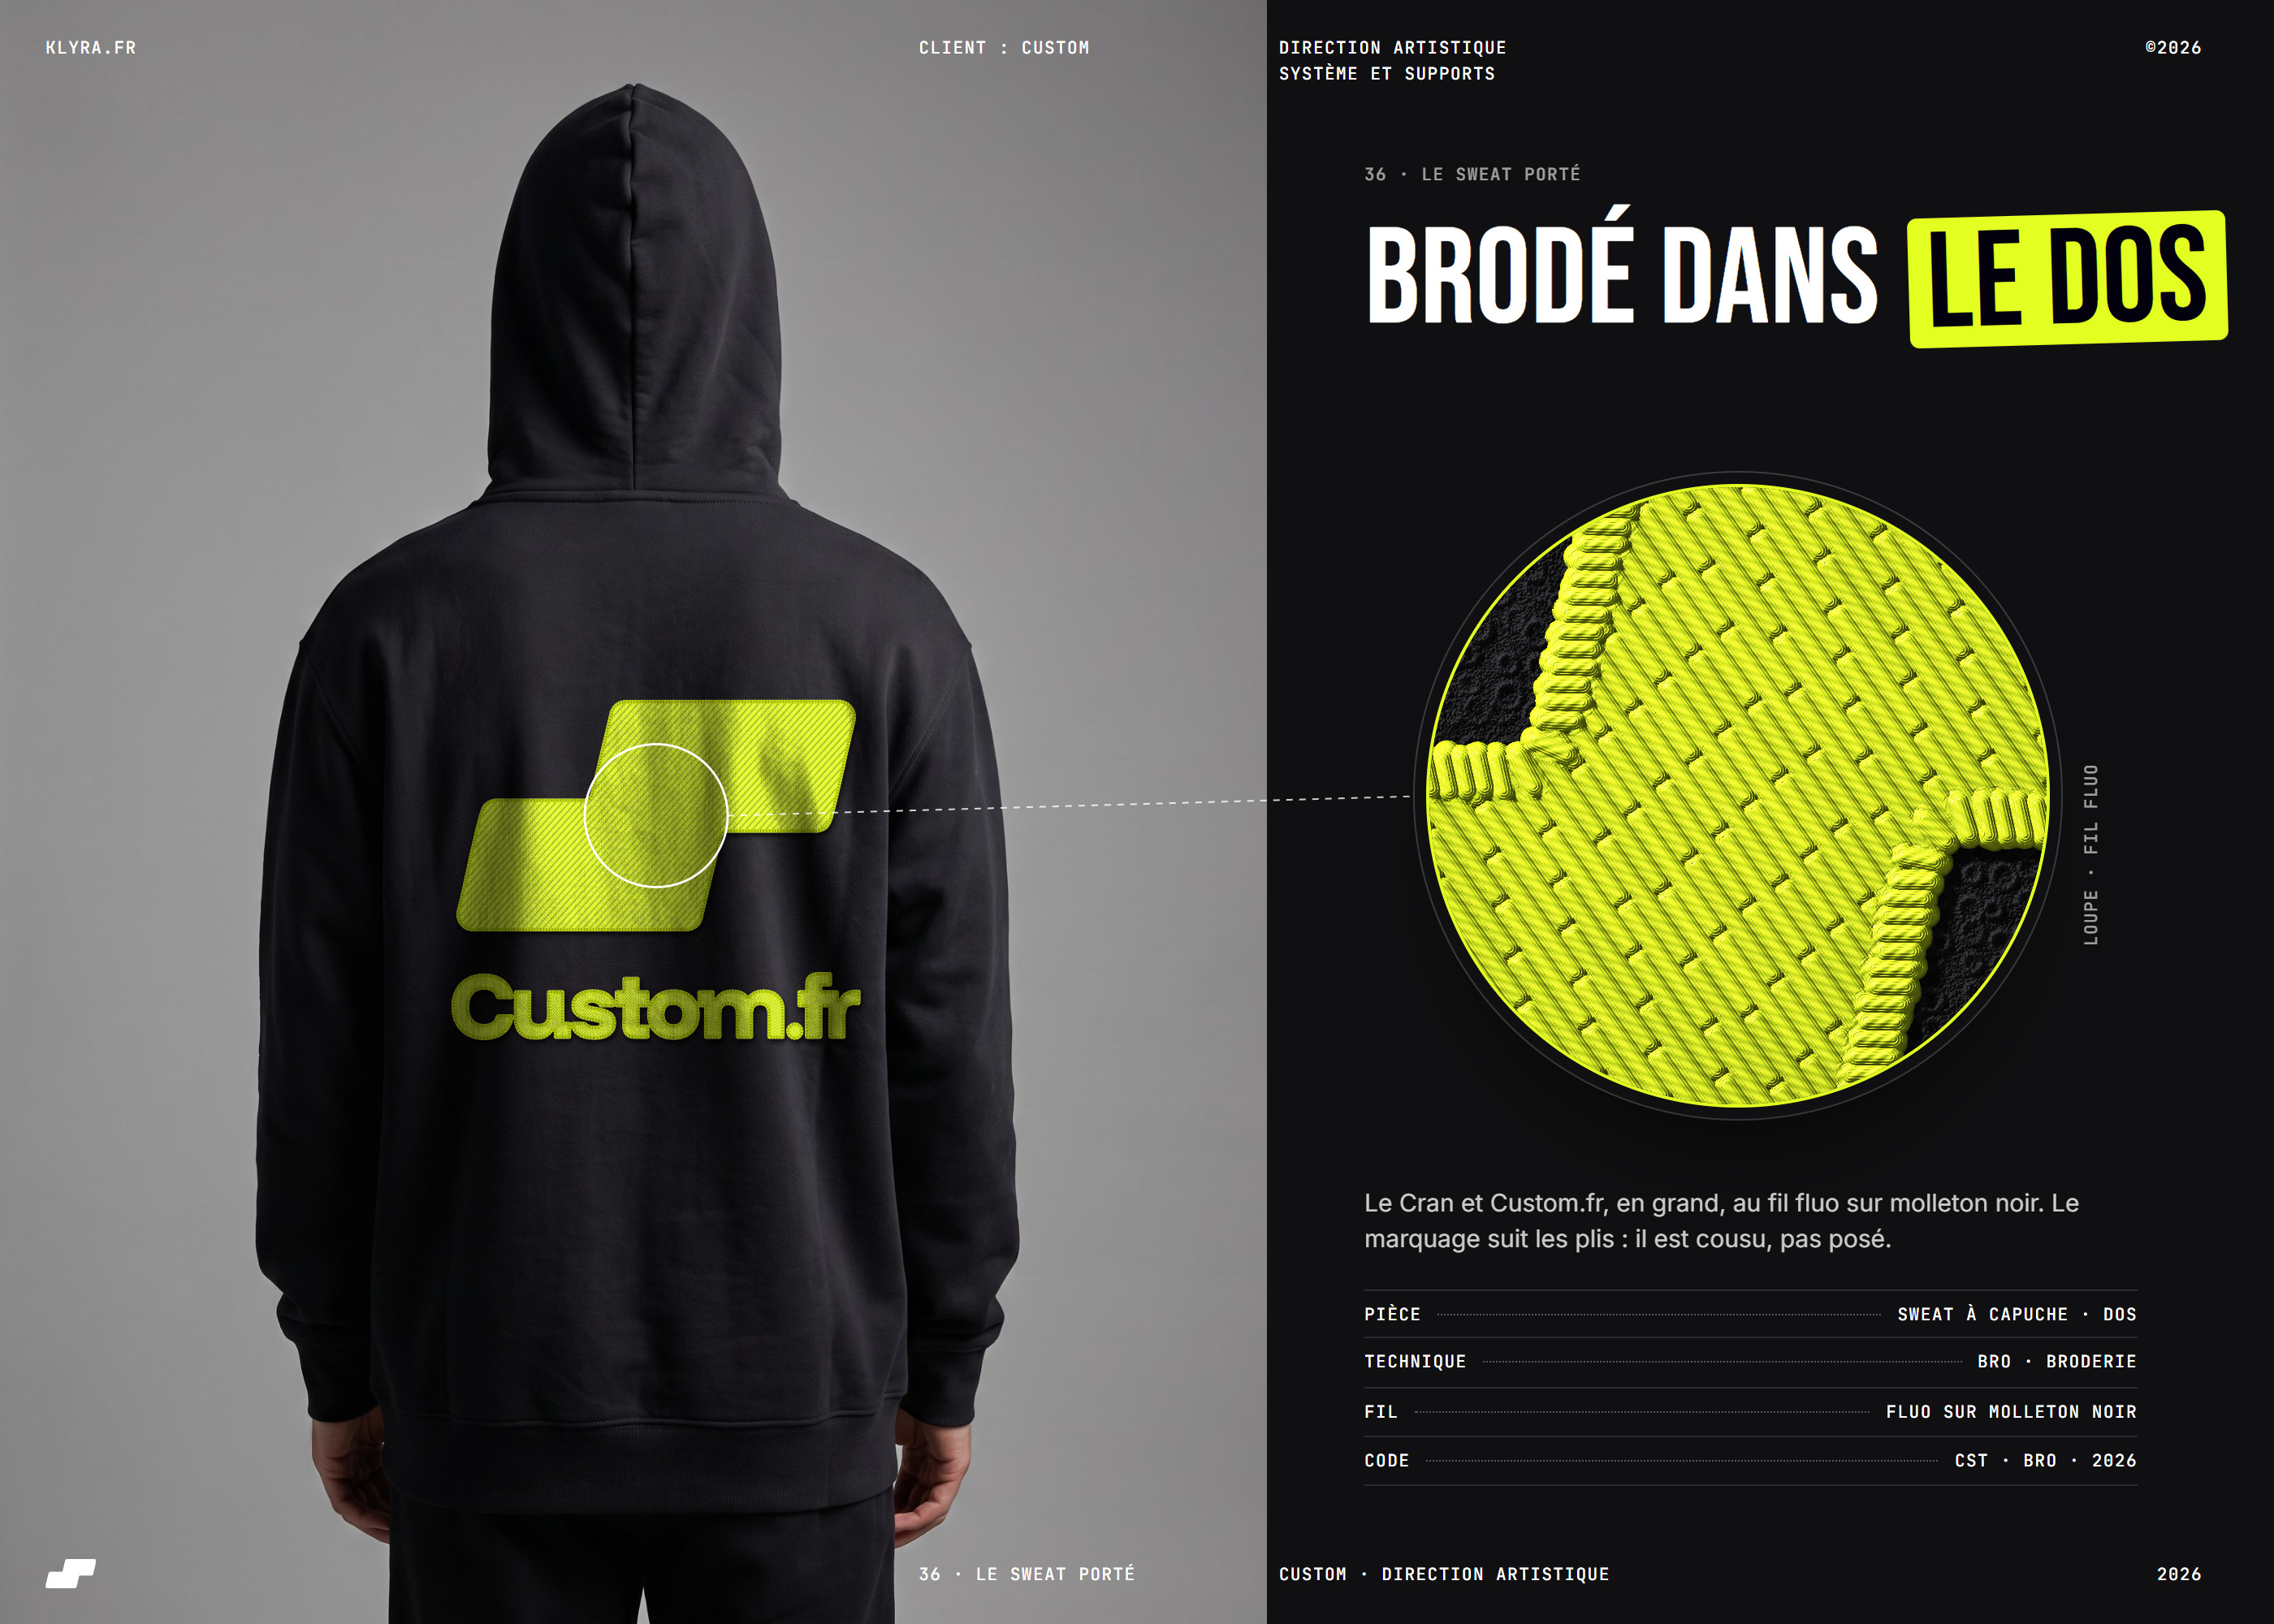 KLYRA.FR
CLIENT : CUSTOM
DIRECTION ARTISTIQUE
SYSTÈME ET SUPPORTS
©2026
36 · LE SWEAT PORTÉ
BRODÉ DANS LE DOS
Custom.fr
LOUPE · FIL FLUO
Le Cran et Custom.fr, en grand, au fil fluo sur molleton noir. Le
marquage suit les plis : il est cousu, pas posé.
PIÈCE SWEAT À CAPUCHE · DOS
TECHNIQUE BRO · BRODERIE
FIL FLUO SUR MOLLETON NOIR
CODE CST · BRO · 2026
36 · LE SWEAT PORTÉ
CUSTOM · DIRECTION ARTISTIQUE
2026